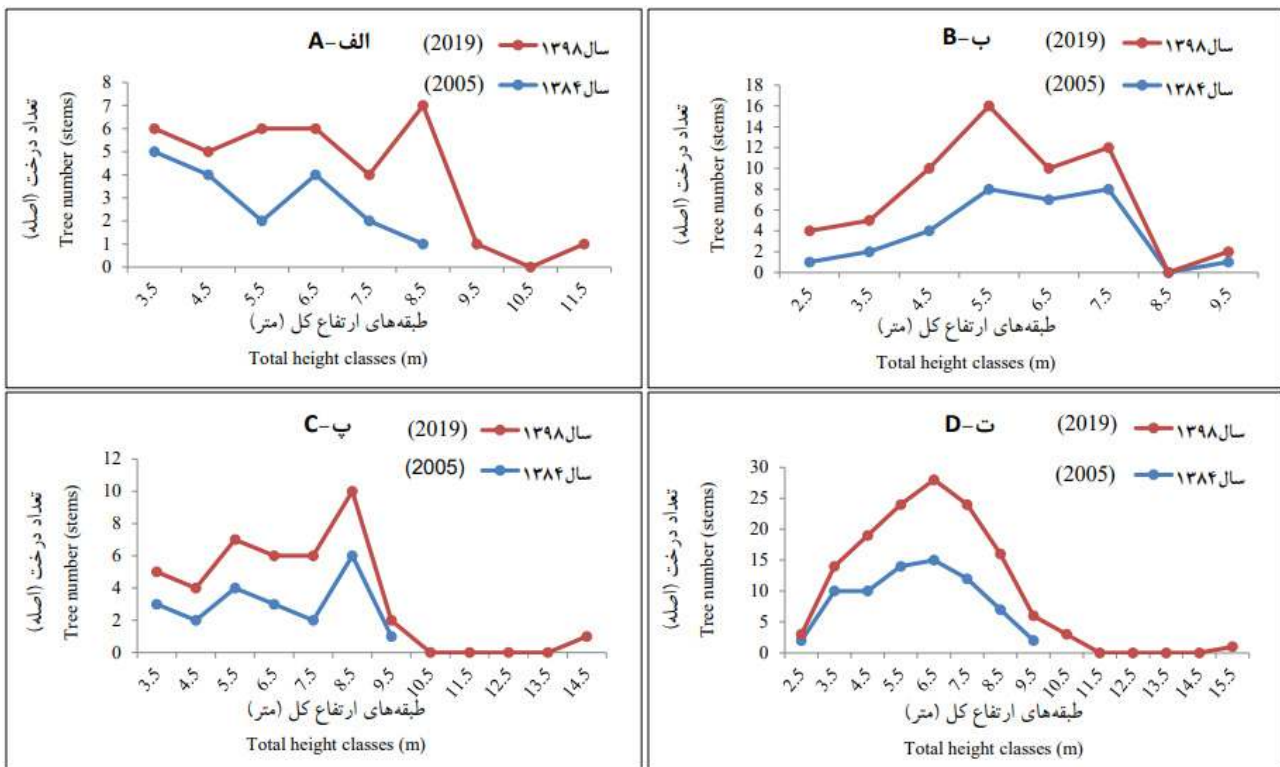 الف-A
(2019) سال۱۳۹۸
(2005) سال۱۳۸۴
تعداد درخت (اصله)
Tree number (stems)
8
7
6
5
4
3
2
1
0
3.5 4.5 5.5 6.5 7.5 8.5 9.5 10.5 11.5
طبقه‌های ارتفاع کل (متر)
Total height classes (m)
ب-B
(2019) سال۱۳۹۸
(2005) سال۱۳۸۴
تعداد درخت (اصله)
Tree number (stems)
18
16
14
12
10
8
6
4
2
0
2.5 3.5 4.5 5.5 6.5 7.5 8.5 9.5
طبقه‌های ارتفاع کل (متر)
Total height classes (m)
پ-C
(2019) سال۱۳۹۸
(2005) سال۱۳۸۴
تعداد درخت (اصله)
Tree number (stems)
12
10
8
6
4
2
0
3.5 4.5 5.5 6.5 7.5 8.5 9.5 10.5 11.5 12.5 13.5 14.5
طبقه‌های ارتفاع کل (متر)
Total height classes (m)
ت-D
(2019) سال۱۳۹۸
(2005) سال۱۳۸۴
تعداد درخت (اصله)
Tree number (stems)
30
25
20
15
10
5
0
2.5 3.5 4.5 5.5 6.5 7.5 8.5 9.5 10.5 11.5 12.5 13.5 14.5 15.5
طبقه‌های ارتفاع کل (متر)
Total height classes (m)